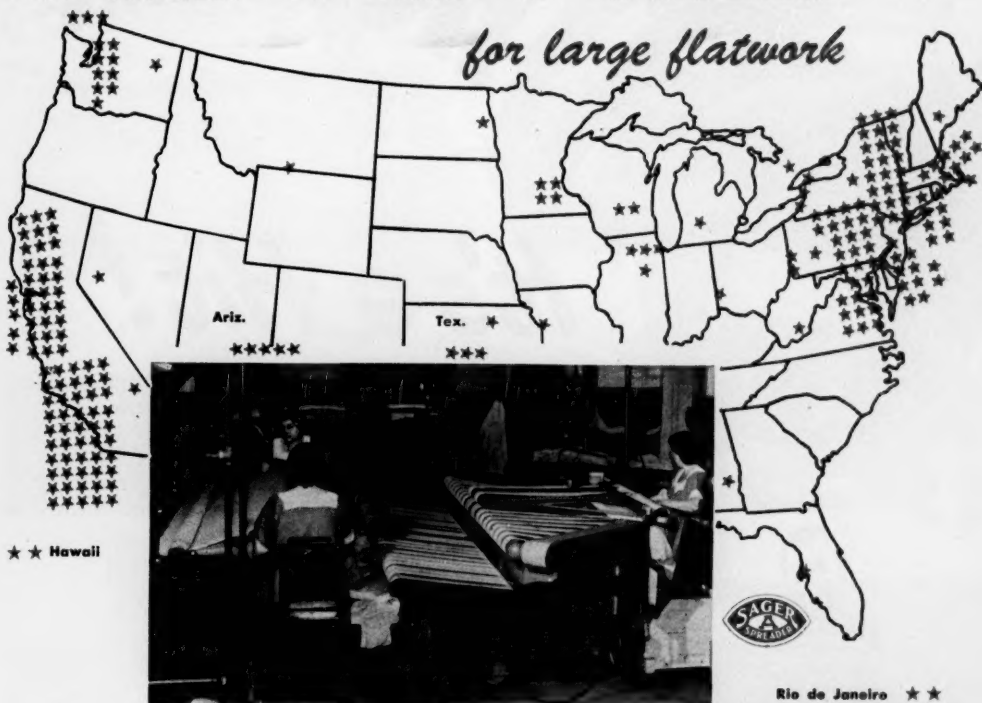 for large flatwork
Ariz.
Tex.
Hawaii
SAGER
A
SPREADER
Rio de Janeiro